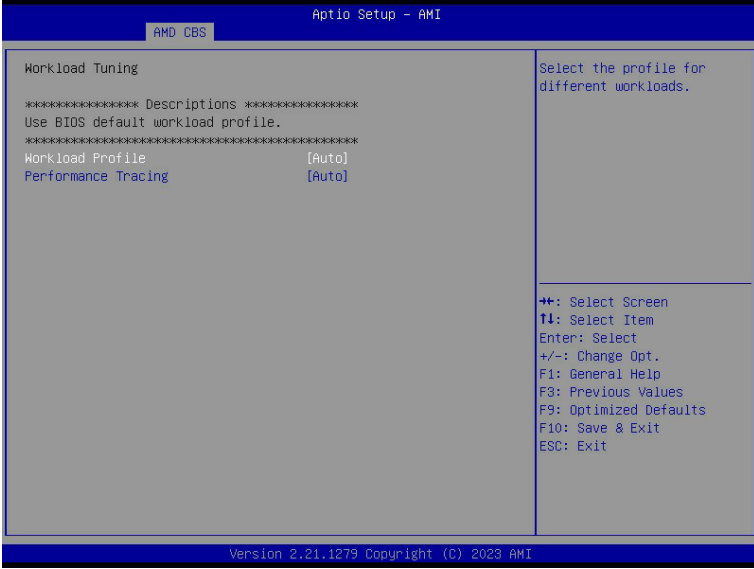 Aptio Setup – AMI
AMD CBS
Workload Tuning
**************** Descriptions ****************
Use BIOS default workload profile.
**********************************************
Workload Profile [Auto]
Performance Tracing [Auto]
Select the profile for
different workloads.
→←: Select Screen
↑↓: Select Item
Enter: Select
+/-: Change Opt.
F1: General Help
F3: Previous Values
F9: Optimized Defaults
F10: Save & Exit
ESC: Exit
Version 2.21.1279 Copyright (C) 2023 AMI